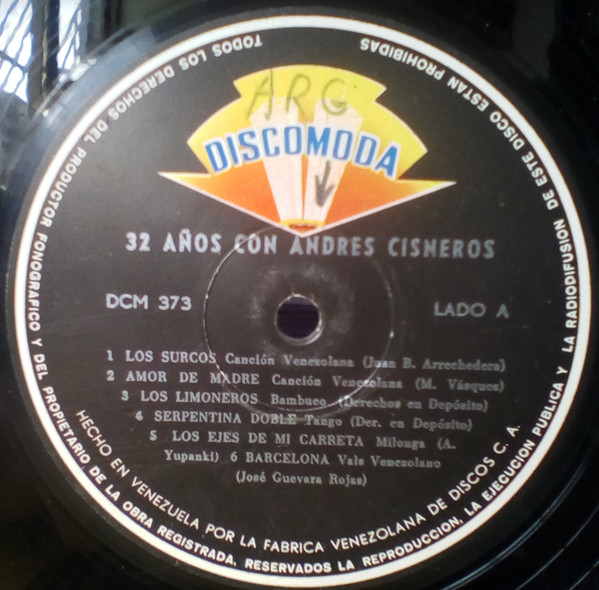 TODOS LOS DERECHOS DEL PRODUCTOR FONOGRAFICO Y DEL PROPIETARIO DE LA OBRA REGISTRADA. RESERVADOS LA REPRODUCCION, LA EJECUCION PUBLICA Y LA RADIODIFUSION DE ESTE DISCO ESTAN PROHIBIDAS
ARG
DISCOMODA
32 AÑOS CON ANDRES CISNEROS
DCM 373
LADO A
1 LOS SURCOS Canción Venezolana (Juan B. Arrechedera)
2 AMOR DE MADRE Canción Venezolana (M. Vásquez)
3 LOS LIMONEROS Bambuco (Derechos en Depósito)
4 SERPENTINA DOBLE Tango (Der. en Depósito)
5 LOS EJES DE MI CARRETA Milonga (A.
Yupanki) 6 BARCELONA Vals Venezolano
(José Guevara Rojas)
HECHO EN VENEZUELA POR LA FABRICA VENEZOLANA DE DISCOS C. A.